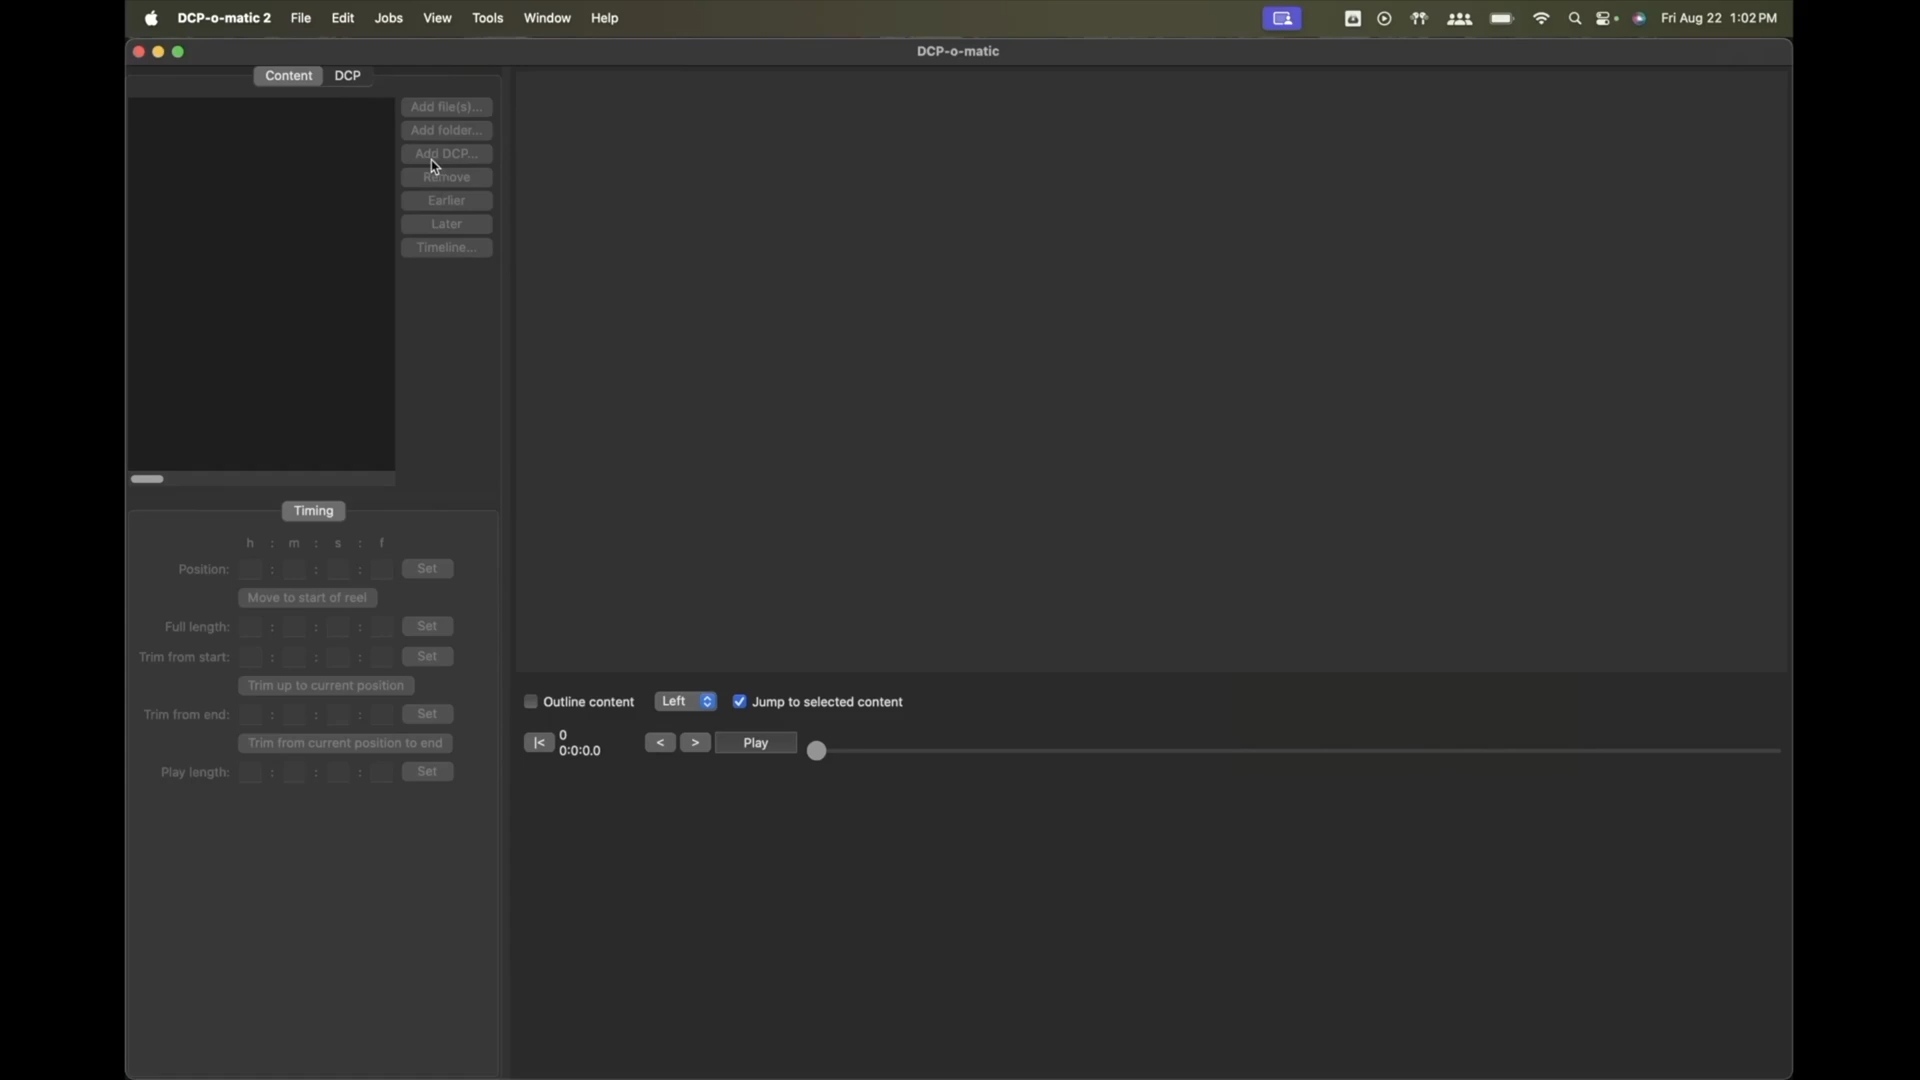 DCP-o-matic 2 File Edit Jobs View Tools Window Help Fri Aug 22 1:02 PM
DCP-o-matic
Content DCP
Add file(s)...
Add folder...
Add DCP...
Remove
Earlier
Later
Timeline...
Timing
h : m : s : f
Position: : : : Set
Move to start of reel
Full length: : : : Set
Trim from start: : : : Set
Trim up to current position
Trim from end: : : : Set
Trim from current position to end
Play length: : : : Set
Outline content Left Jump to selected content
|< 0 < > Play
0:0:0.0